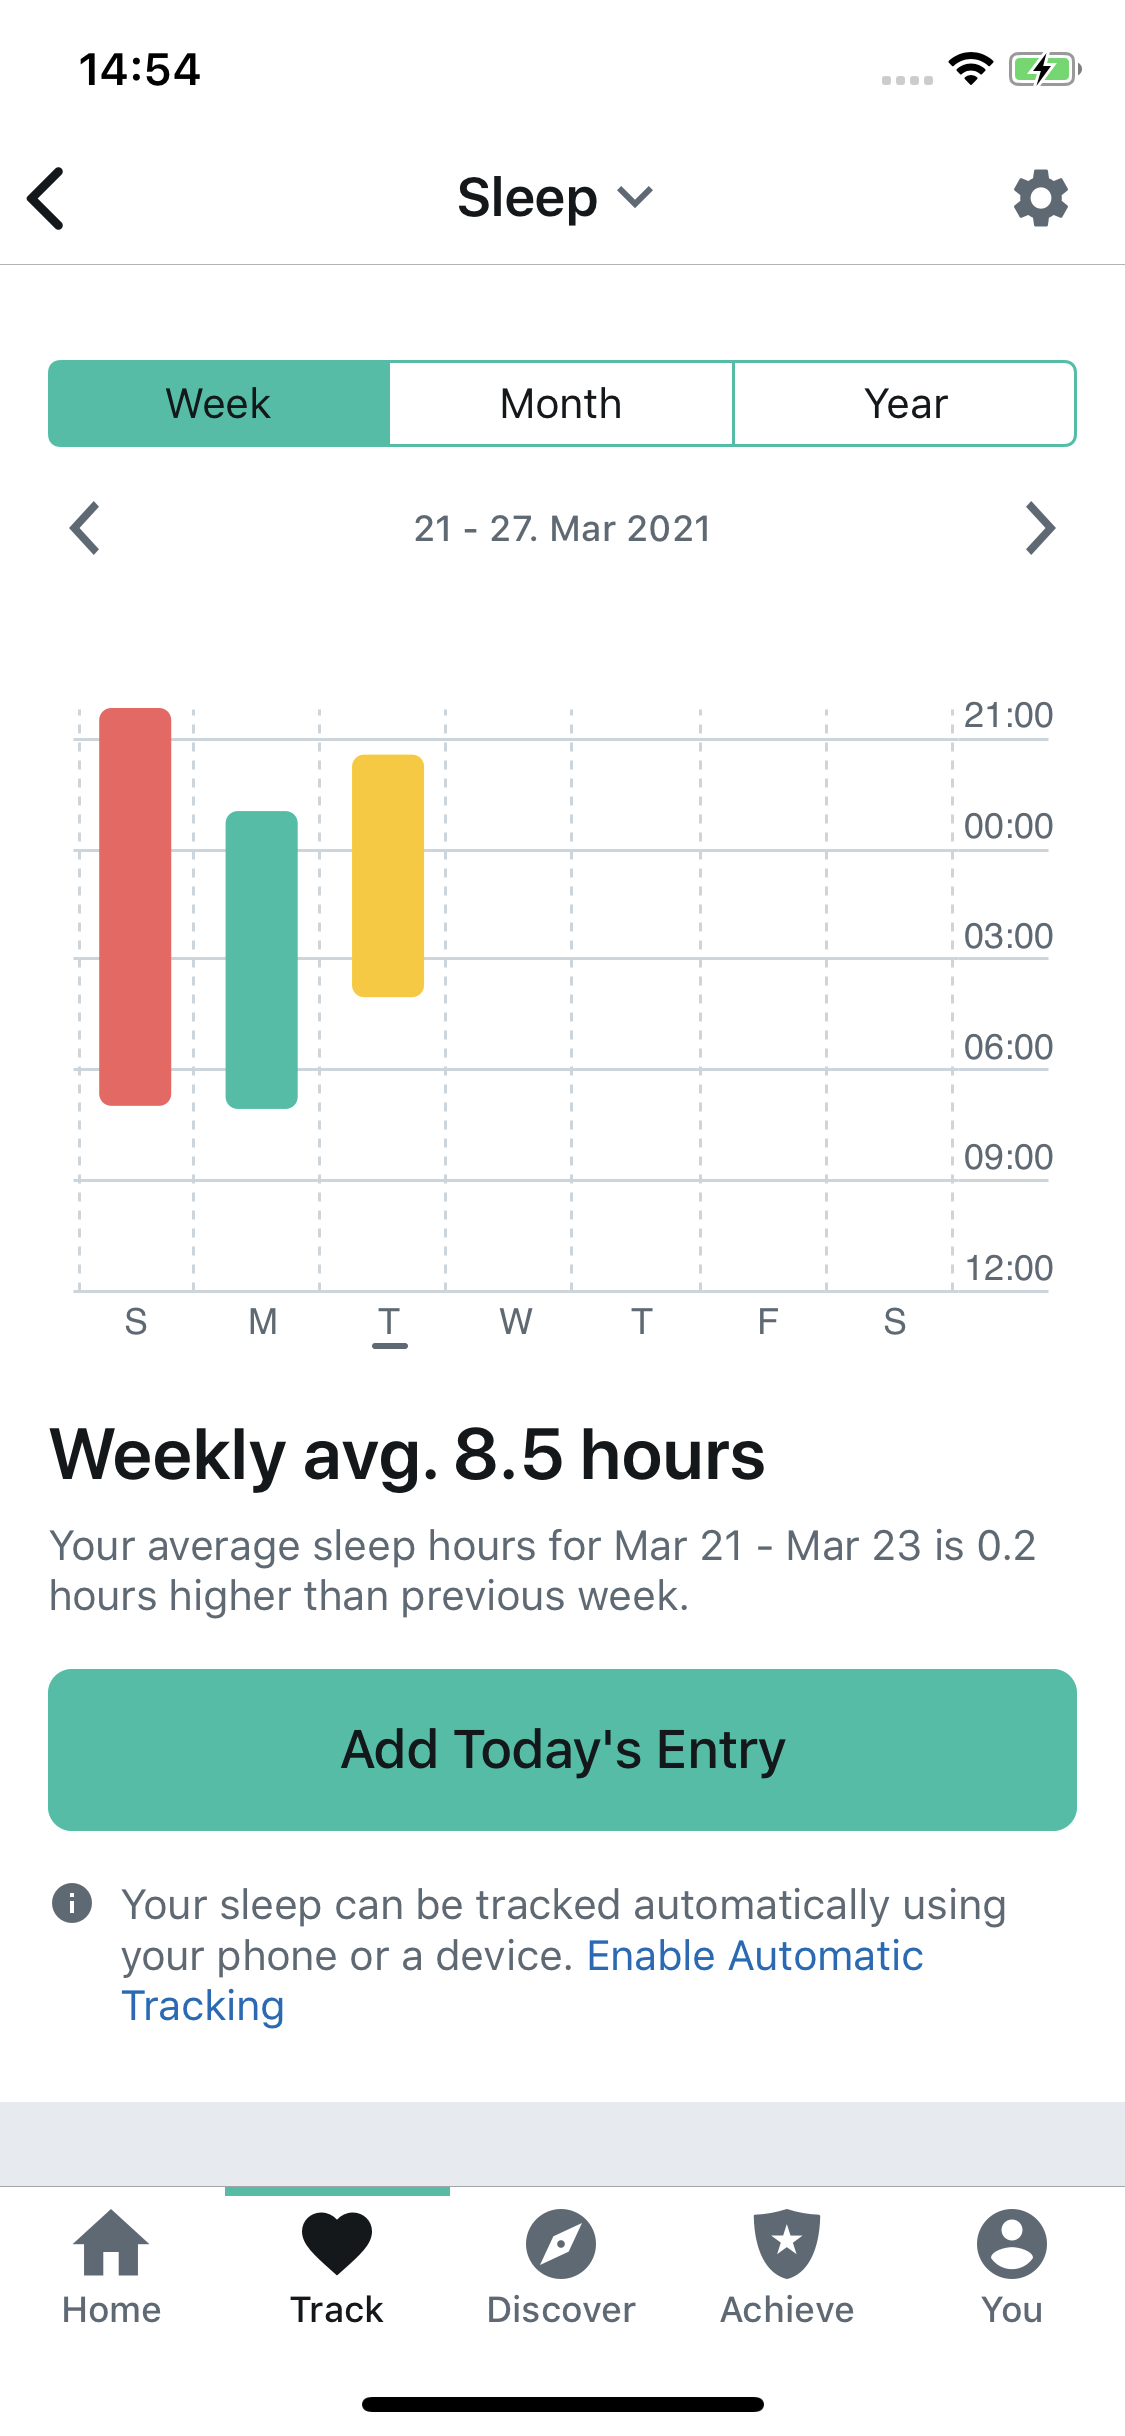 14:54
Sleep
Week Month Year
21 - 27. Mar 2021
21:00
00:00
03:00
06:00
09:00
12:00
S M T W T F S
Weekly avg. 8.5 hours
Your average sleep hours for Mar 21 - Mar 23 is 0.2
hours higher than previous week.
Add Today's Entry
Your sleep can be tracked automatically using
your phone or a device. Enable Automatic
Tracking
Home Track Discover Achieve You